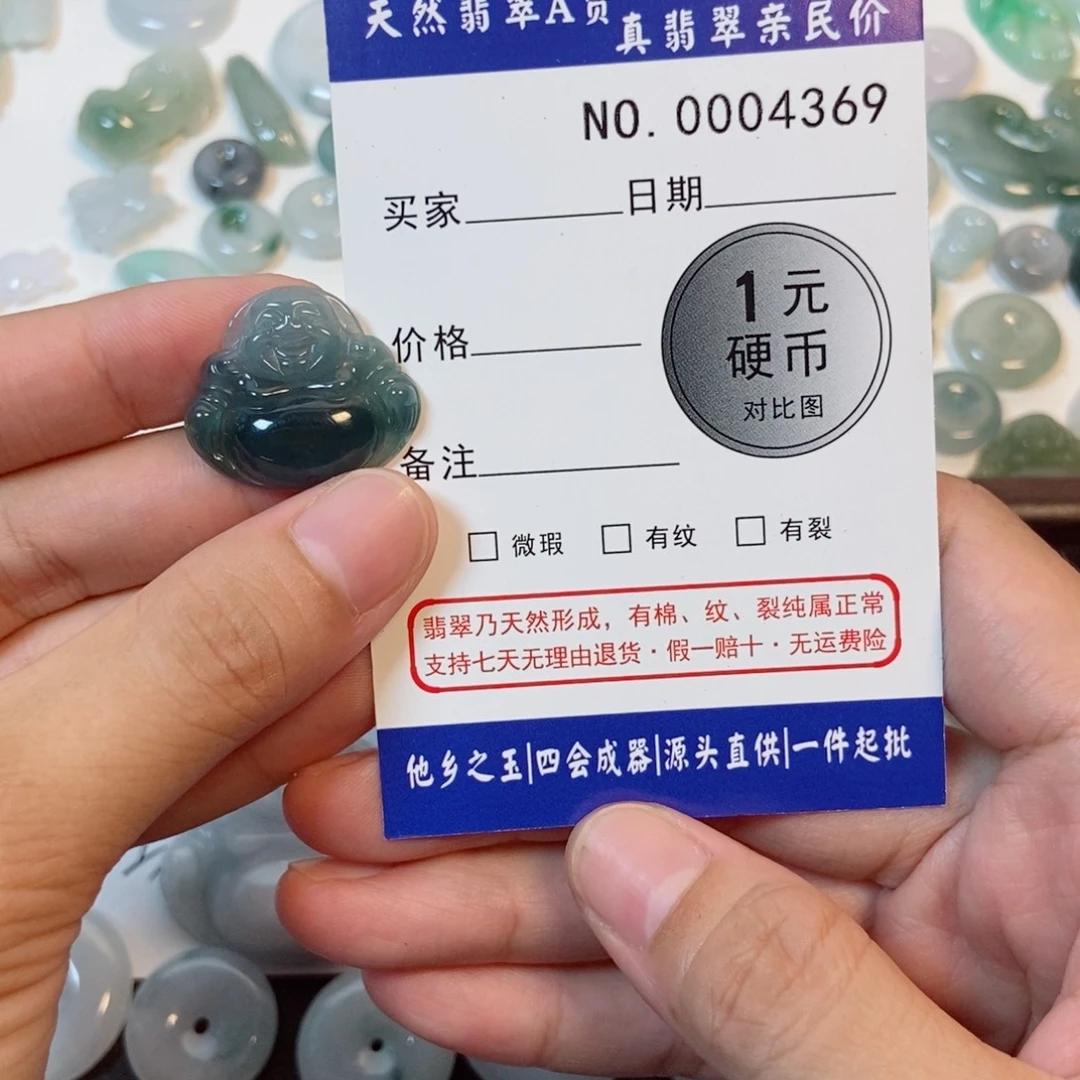 天然翡翠A货
真翡翠亲民价
NO. 0004369
买家 日期
1元
硬币
对比图
价格
备注
微瑕 有纹 有裂
翡翠乃天然形成，有棉、纹、裂纯属正常
支持七天无理由退货·假一赔十·无运费险
他乡之玉|四会成器|源头直供|一件起批